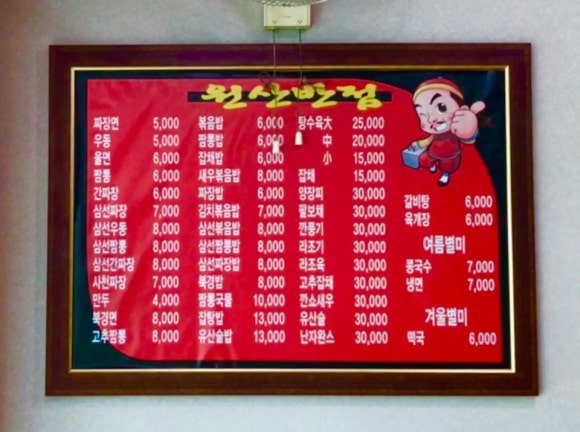 원산반점
짜장면 5,000
우동 5,000
울면 6,000
짬뽕 6,000
간짜장 6,000
삼선짜장 7,000
삼선우동 8,000
삼선짬뽕 8,000
삼선간짜장 8,000
사천짜장 7,000
만두 4,000
북경면 8,000
고추짬뽕 8,000
볶음밥 6,000
짬뽕밥 6,000
잡채밥 6,000
새우볶음밥 8,000
짜장밥 6,000
김치볶음밥 7,000
삼선볶음밥 8,000
삼선짬뽕밥 8,000
삼선짜장밥 8,000
북경밥 8,000
짬뽕국물 10,000
잡탕밥 13,000
유산슬밥 13,000
탕수육大 25,000
中 20,000
小 15,000
잡채 15,000
양장피 30,000
팔보채 30,000
깐풍기 30,000
라조기 30,000
라조육 30,000
고추잡채 30,000
깐쇼새우 30,000
유산슬 30,000
난자완스 30,000
갈비탕 6,000
육개장 6,000
여름별미
콩국수 7,000
냉면 7,000
겨울별미
떡국 6,000